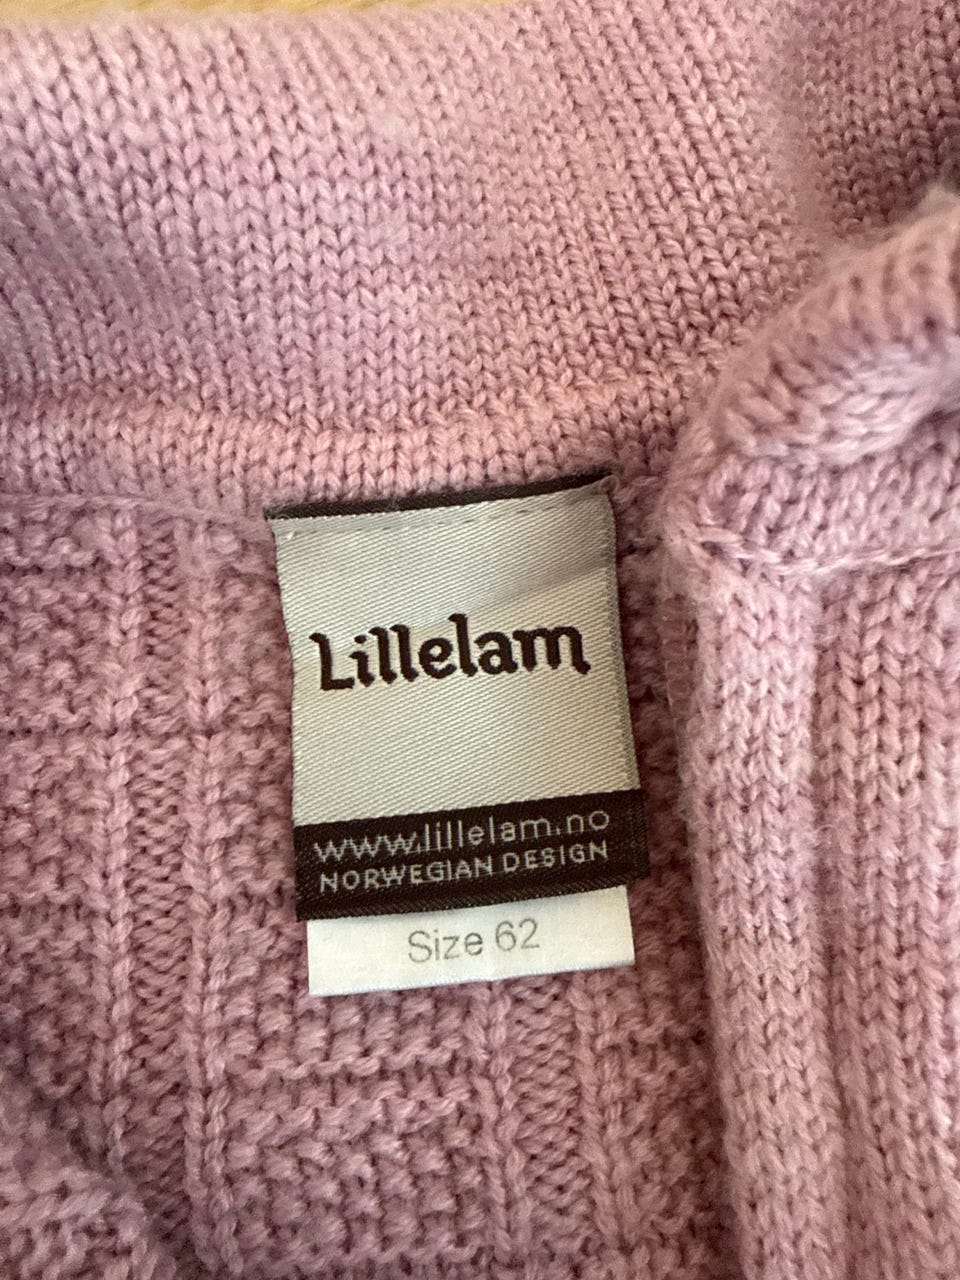 Lillelam
www.lillelam.no
NORWEGIAN DESIGN
Size 62